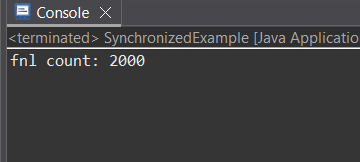 Console
<terminated> SynchronizedExample [Java Applicatio
fnl count: 2000